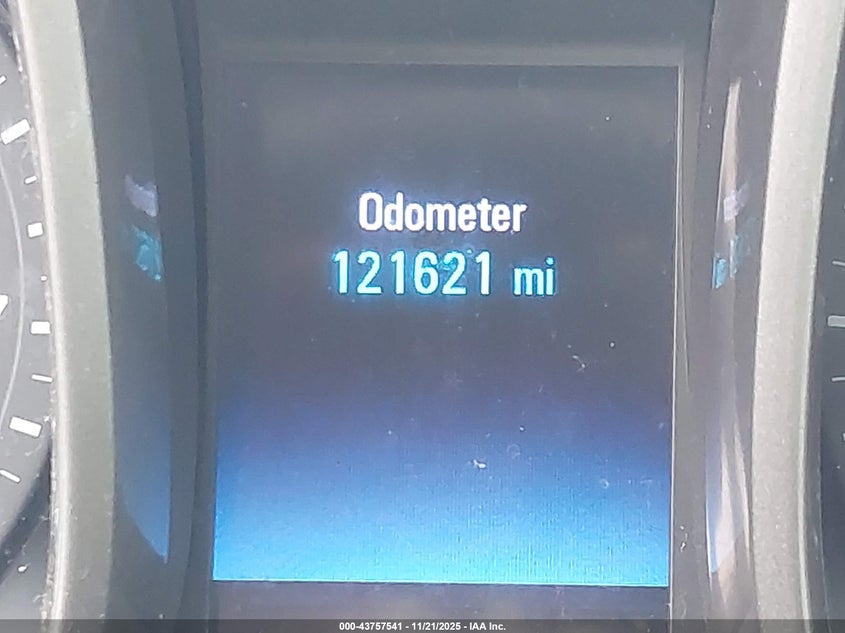 Odometer
121621 mi
000-43757541 - 11/21/2025 - IAA Inc.